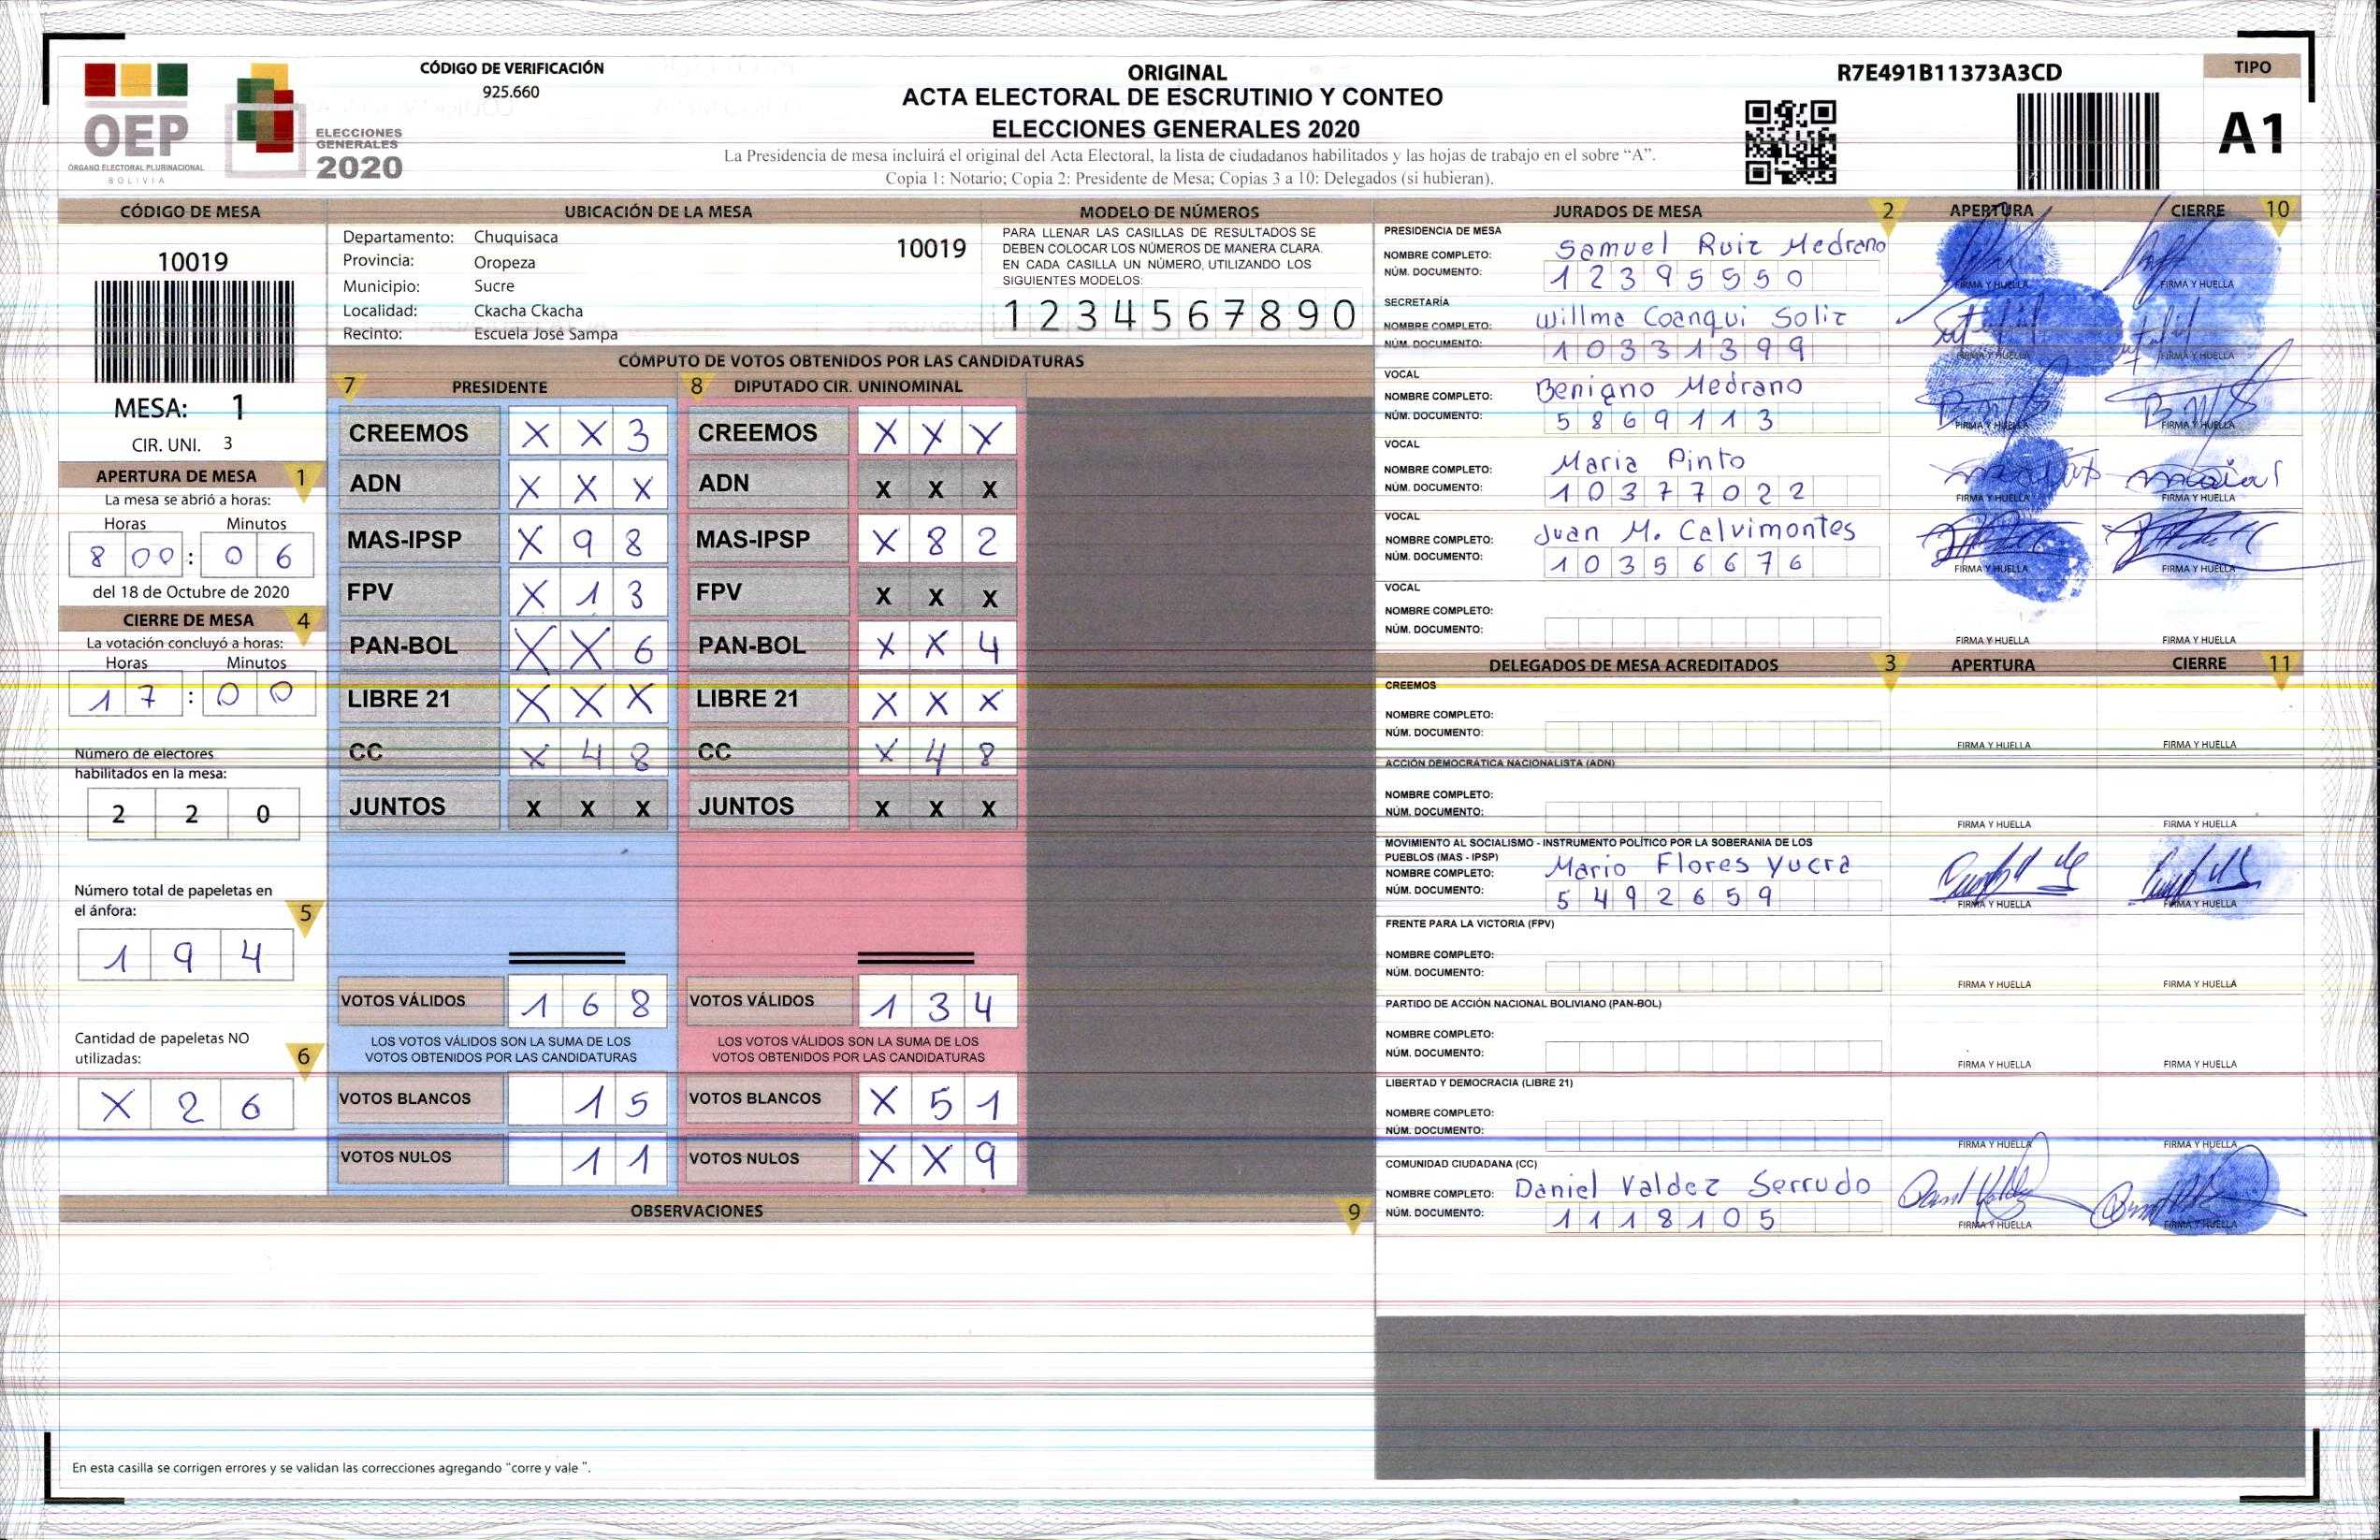 OEP
ÓRGANO ELECTORAL PLURINACIONAL
BOLIVIA
ELECCIONES
GENERALES
2020
CÓDIGO DE VERIFICACIÓN
925.660
ORIGINAL
ACTA ELECTORAL DE ESCRUTINIO Y CONTEO
ELECCIONES GENERALES 2020
La Presidencia de mesa incluirá el original del Acta Electoral, la lista de ciudadanos habilitados y las hojas de trabajo en el sobre “A”.
Copia 1: Notario; Copia 2: Presidente de Mesa; Copias 3 a 10: Delegados (si hubieran).
R7E491B11373A3CD
TIPO
A1
CÓDIGO DE MESA
10019
MESA: 1
CIR. UNI. 3
APERTURA DE MESA 1
La mesa se abrió a horas:
Horas Minutos
8 00 : 0 6
del 18 de Octubre de 2020
CIERRE DE MESA 4
La votación concluyó a horas:
Horas Minutos
1 7 : 0 0
Número de electores
habilitados en la mesa:
2 2 0
Número total de papeletas en
el ánfora: 5
1 9 4
Cantidad de papeletas NO
utilizadas: 6
X 2 6
UBICACIÓN DE LA MESA
Departamento: Chuquisaca 10019
Provincia: Oropeza
Municipio: Sucre
Localidad: Ckacha Ckacha
Recinto: Escuela José Sampa
MODELO DE NÚMEROS
PARA LLENAR LAS CASILLAS DE RESULTADOS SE
DEBEN COLOCAR LOS NÚMEROS DE MANERA CLARA.
EN CADA CASILLA UN NÚMERO, UTILIZANDO LOS
SIGUIENTES MODELOS:
1 2 3 4 5 6 7 8 9 0
CÓMPUTO DE VOTOS OBTENIDOS POR LAS CANDIDATURAS
7 PRESIDENTE 8 DIPUTADO CIR. UNINOMINAL
CREEMOS X X 3 CREEMOS X X X
ADN X X X ADN X X X
MAS-IPSP X 9 8 MAS-IPSP X 8 2
FPV X 1 3 FPV X X X
PAN-BOL X X 6 PAN-BOL X X 4
LIBRE 21 X X X LIBRE 21 X X X
CC X 4 8 CC X 4 8
JUNTOS X X X JUNTOS X X X
VOTOS VÁLIDOS 1 6 8 VOTOS VÁLIDOS 1 3 4
LOS VOTOS VÁLIDOS SON LA SUMA DE LOS LOS VOTOS VÁLIDOS SON LA SUMA DE LOS
VOTOS OBTENIDOS POR LAS CANDIDATURAS VOTOS OBTENIDOS POR LAS CANDIDATURAS
VOTOS BLANCOS 1 5 VOTOS BLANCOS X 5 1
VOTOS NULOS 1 1 VOTOS NULOS X X 9
OBSERVACIONES 9
En esta casilla se corrigen errores y se validan las correcciones agregando “corre y vale ”.
JURADOS DE MESA 2 APERTURA CIERRE 10
PRESIDENCIA DE MESA
NOMBRE COMPLETO: Samuel Ruiz Medrano
NÚM. DOCUMENTO: 1 2 3 9 5 5 5 0
FIRMA Y HUELLA FIRMA Y HUELLA
SECRETARÍA
NOMBRE COMPLETO: Willma Coanqui Soliz
NÚM. DOCUMENTO: 1 0 3 3 1 3 9 9
FIRMA Y HUELLA FIRMA Y HUELLA
VOCAL
NOMBRE COMPLETO: Benigno Medrano
NÚM. DOCUMENTO: 5 8 6 9 1 1 3
FIRMA Y HUELLA FIRMA Y HUELLA
VOCAL
NOMBRE COMPLETO: Maria Pinto
NÚM. DOCUMENTO: 1 0 3 7 7 0 2 2
FIRMA Y HUELLA FIRMA Y HUELLA
VOCAL
NOMBRE COMPLETO: Juan M. Calvimontes
NÚM. DOCUMENTO: 1 0 3 5 6 6 7 6
FIRMA Y HUELLA FIRMA Y HUELLA
VOCAL
NOMBRE COMPLETO:
NÚM. DOCUMENTO:
FIRMA Y HUELLA FIRMA Y HUELLA
DELEGADOS DE MESA ACREDITADOS 3 APERTURA CIERRE 11
CREEMOS
NOMBRE COMPLETO:
NÚM. DOCUMENTO:
FIRMA Y HUELLA FIRMA Y HUELLA
ACCIÓN DEMOCRÁTICA NACIONALISTA (ADN)
NOMBRE COMPLETO:
NÚM. DOCUMENTO:
FIRMA Y HUELLA FIRMA Y HUELLA
MOVIMIENTO AL SOCIALISMO - INSTRUMENTO POLÍTICO POR LA SOBERANIA DE LOS
PUEBLOS (MAS - IPSP)
NOMBRE COMPLETO: Mario Flores Yucra
NÚM. DOCUMENTO: 5 4 9 2 6 5 9
FIRMA Y HUELLA FIRMA Y HUELLA
FRENTE PARA LA VICTORIA (FPV)
NOMBRE COMPLETO:
NÚM. DOCUMENTO:
FIRMA Y HUELLA FIRMA Y HUELLA
PARTIDO DE ACCIÓN NACIONAL BOLIVIANO (PAN-BOL)
NOMBRE COMPLETO:
NÚM. DOCUMENTO:
FIRMA Y HUELLA FIRMA Y HUELLA
LIBERTAD Y DEMOCRACIA (LIBRE 21)
NOMBRE COMPLETO:
NÚM. DOCUMENTO:
FIRMA Y HUELLA FIRMA Y HUELLA
COMUNIDAD CIUDADANA (CC)
NOMBRE COMPLETO: Daniel Valdez Serrudo
NÚM. DOCUMENTO: 1 1 1 8 1 0 5
FIRMA Y HUELLA FIRMA Y HUELLA